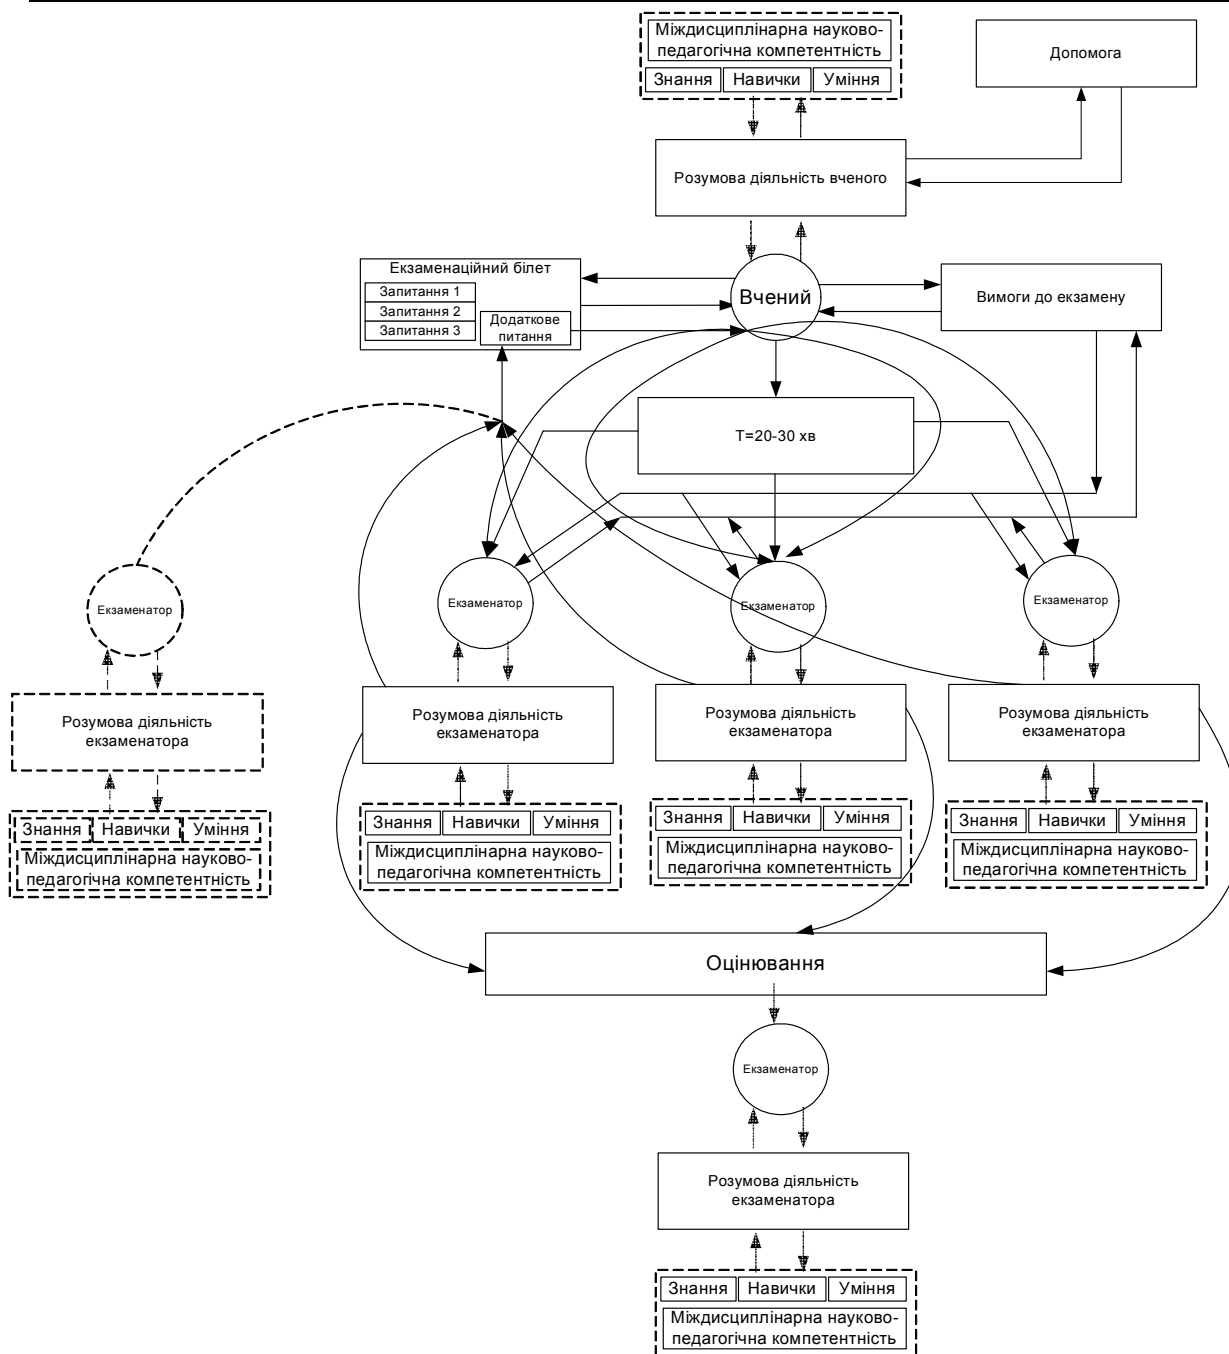 Міждисциплінарна науково-
педагогічна компетентність
Знання Навички Уміння
Допомога
Розумова діяльність вченого
Екзаменаційний білет
Запитання 1
Запитання 2
Запитання 3
Додаткове
питання
Вчений
Вимоги до екзамену
Т=20-30 хв
Екзаменатор
Екзаменатор
Екзаменатор
Екзаменатор
Розумова діяльність
екзаменатора
Розумова діяльність
екзаменатора
Розумова діяльність
екзаменатора
Розумова діяльність
екзаменатора
Знання Навички Уміння
Міждисциплінарна науково-
педагогічна компетентність
Знання Навички Уміння
Міждисциплінарна науково-
педагогічна компетентність
Знання Навички Уміння
Міждисциплінарна науково-
педагогічна компетентність
Знання Навички Уміння
Міждисциплінарна науково-
педагогічна компетентність
Оцінювання
Екзаменатор
Розумова діяльність
екзаменатора
Знання Навички Уміння
Міждисциплінарна науково-
педагогічна компетентність